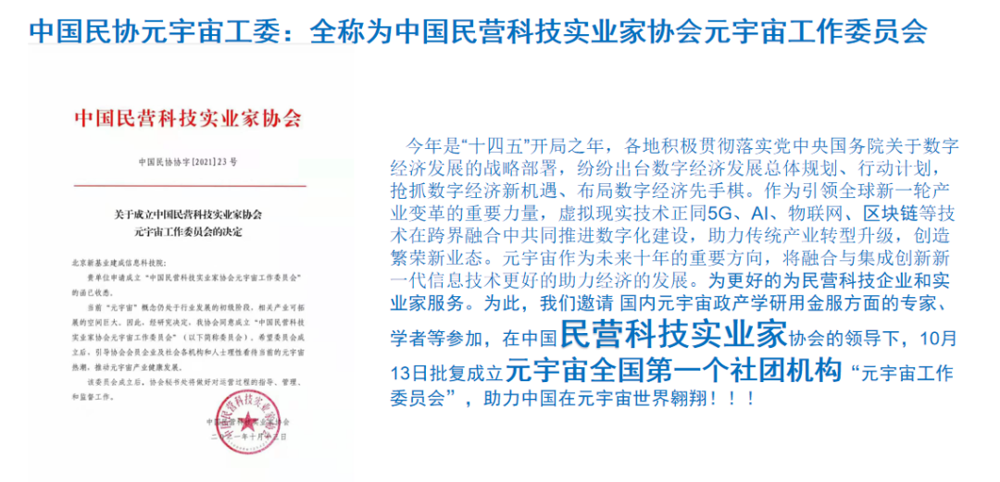 中国民协元宇宙工委：全称为中国民营科技实业家协会元宇宙工作委员会
中国民营科技实业家协会
中国民协协字[2021]23 号
关于成立中国民营科技实业家协会
元宇宙工作委员会的决定
北京新基业建成信息科技院：
贵单位申请成立“中国民营科技实业家协会元宇宙工作委员会”
的函已收悉。
当前“元宇宙”概念仍处于行业发展的初级阶段，相关产业可拓
展的空间巨大。因此，经研究决定，我协会同意成立“中国民营科技
实业家协会元宇宙工作委员会”（以下简称委员会）。希望委员会成
立后，引导协会会员企业及社会各机构和人士理性看待当前的元宇宙
热潮，推动元宇宙产业健康发展。
该委员会成立后，协会秘书处将做好对运营过程的指导、管理、
和监督工作。
中国民营科技实业家协会
二〇二一年十月十三日
中国民营科技实业家协会
今年是“十四五”开局之年，各地积极贯彻落实党中央国务院关于数字
经济发展的战略部署，纷纷出台数字经济发展总体规划、行动计划，
抢抓数字经济新机遇、布局数字经济先手棋。作为引领全球新一轮产
业变革的重要力量，虚拟现实技术正同5G、AI、物联网、区块链等技
术在跨界融合中共同推进数字化建设，助力传统产业转型升级，创造
繁荣新业态。元宇宙作为未来十年的重要方向，将融合与集成创新新
一代信息技术更好的助力经济的发展。为更好的为民营科技企业和实
业家服务。为此，我们邀请 国内元宇宙政产学研用金服方面的专家、
学者等参加，在中国民营科技实业家协会的领导下，10月
13日批复成立元宇宙全国第一个社团机构“元宇宙工作
委员会”，助力中国在元宇宙世界翱翔！！！